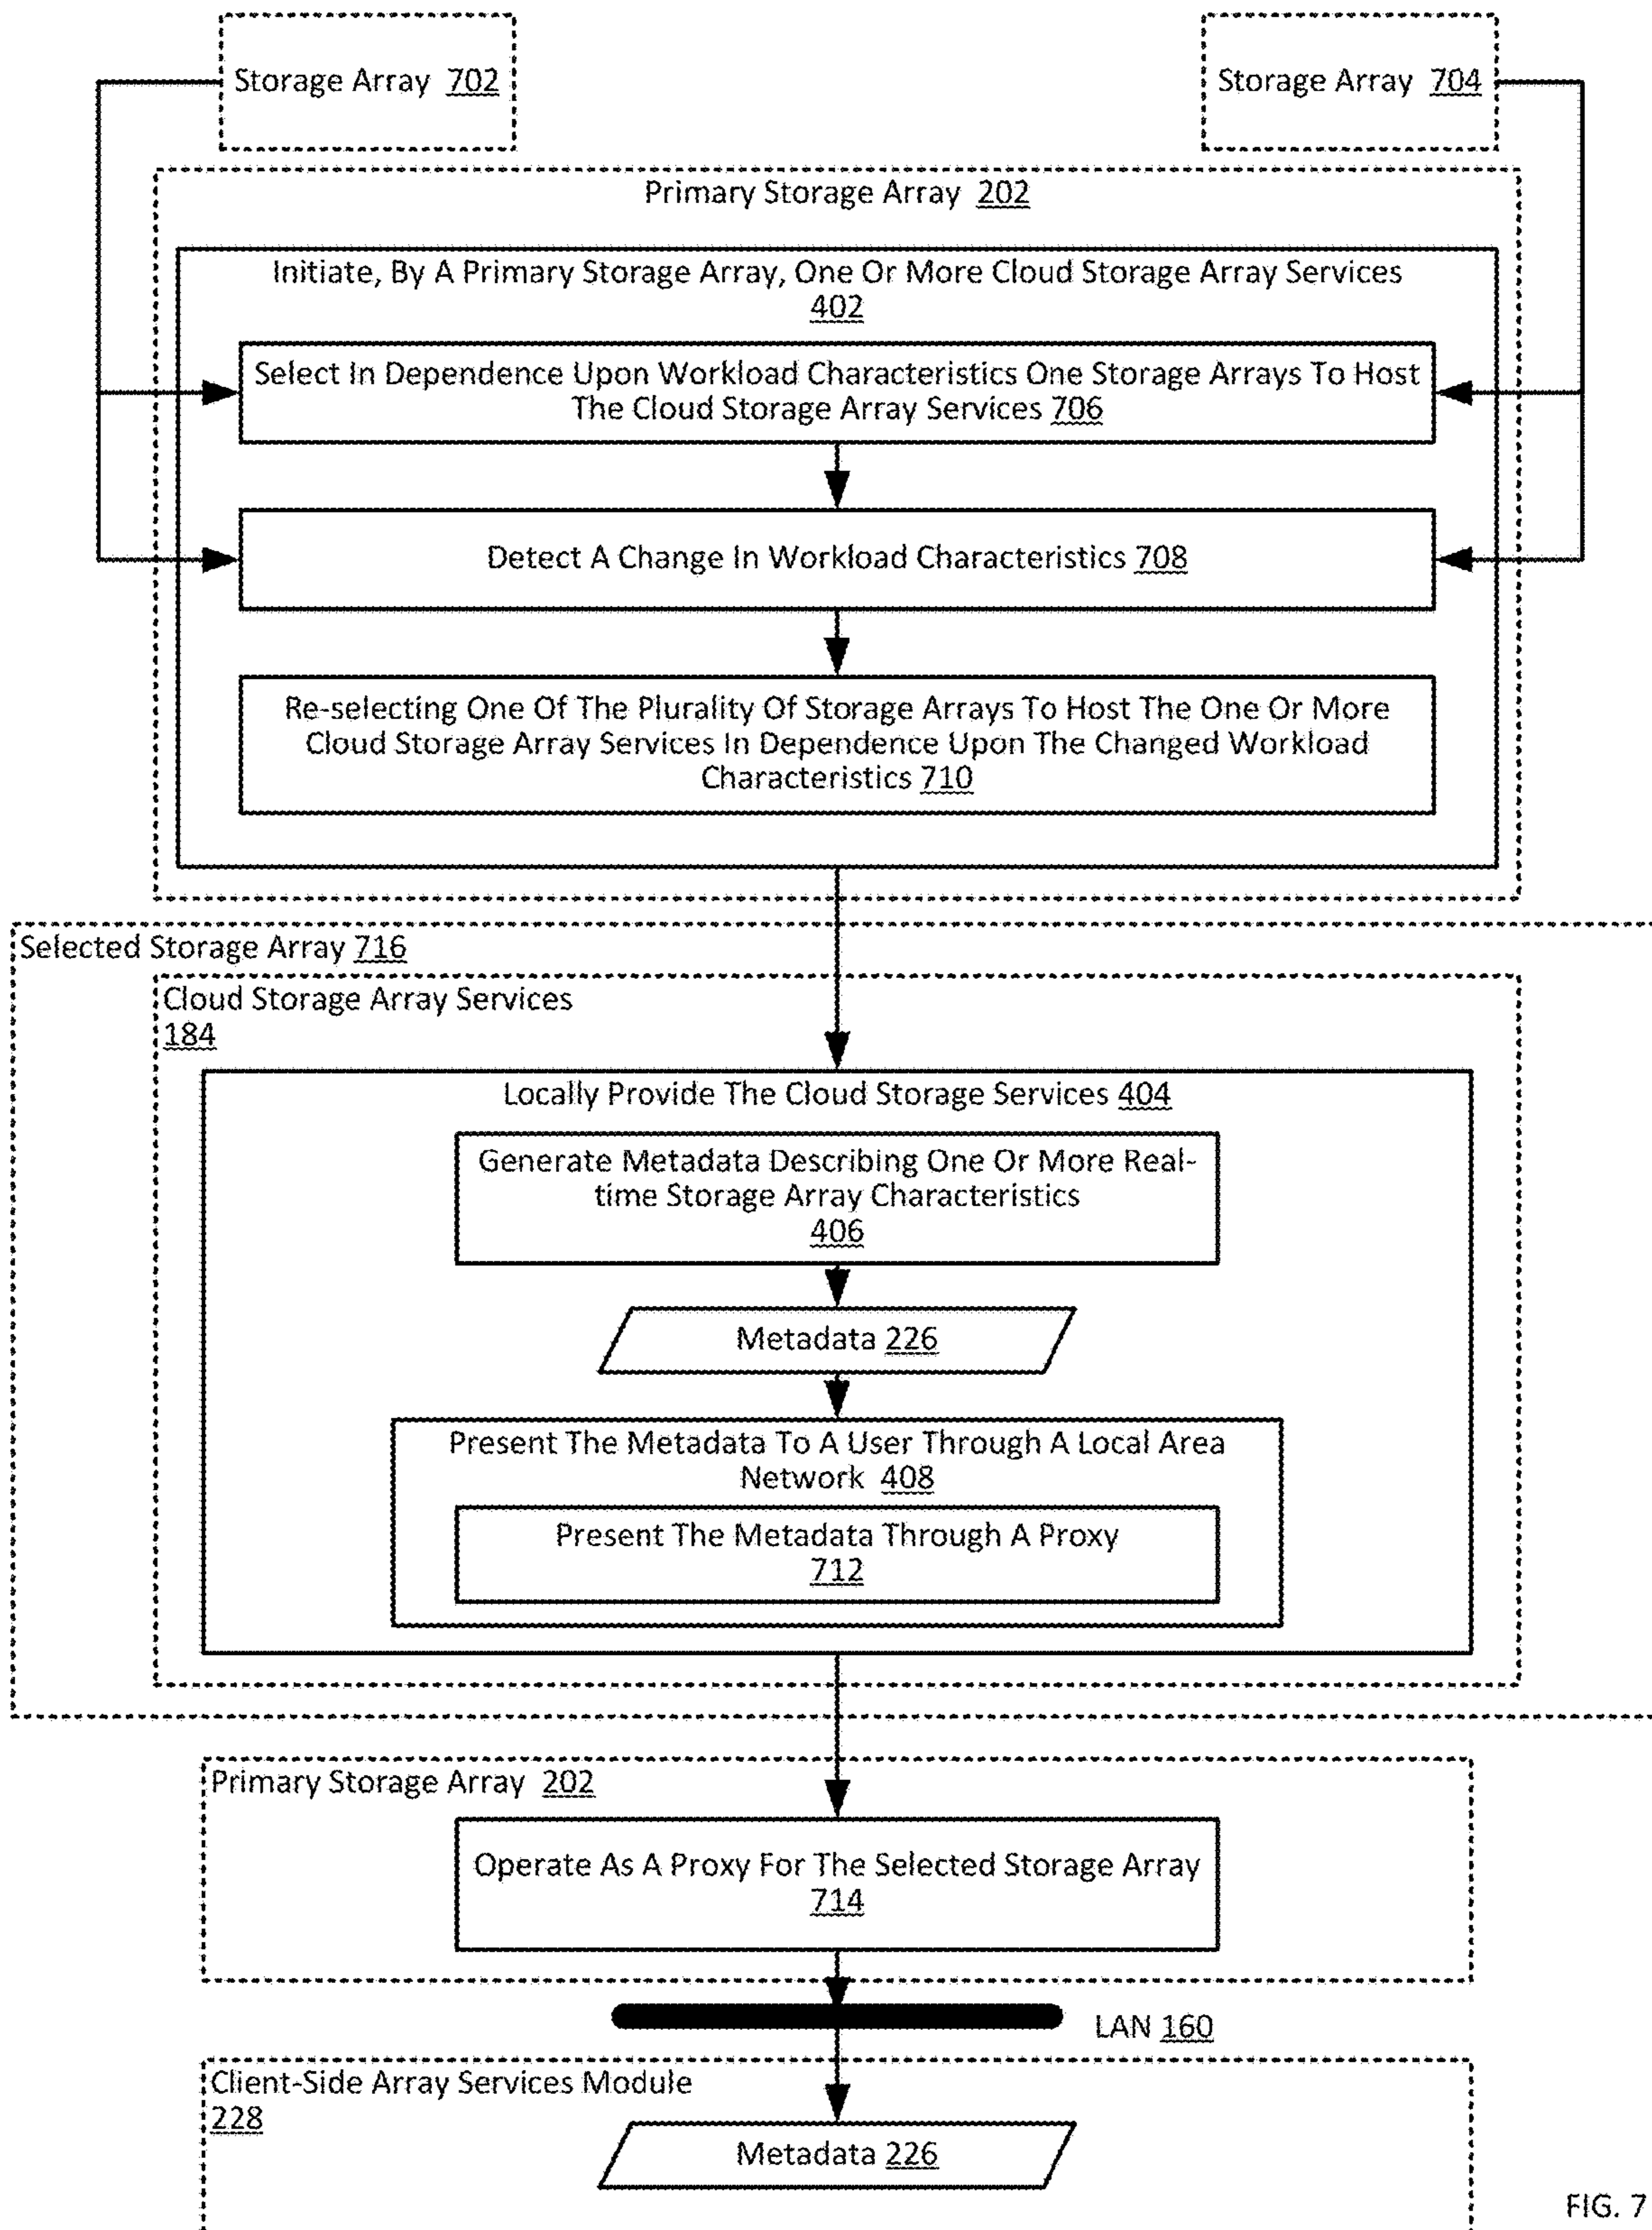 Storage Array 702
Storage Array 704
Primary Storage Array 202
Initiate, By A Primary Storage Array, One Or More Cloud Storage Array Services
402
Select In Dependence Upon Workload Characteristics One Storage Arrays To Host
The Cloud Storage Array Services 706
Detect A Change In Workload Characteristics 708
Re-selecting One Of The Plurality Of Storage Arrays To Host The One Or More
Cloud Storage Array Services In Dependence Upon The Changed Workload
Characteristics 710
Selected Storage Array 716
Cloud Storage Array Services
184
Locally Provide The Cloud Storage Services 404
Generate Metadata Describing One Or More Real-
time Storage Array Characteristics
406
Metadata 226
Present The Metadata To A User Through A Local Area
Network 408
Present The Metadata Through A Proxy
712
Primary Storage Array 202
Operate As A Proxy For The Selected Storage Array
714
LAN 160
Client-Side Array Services Module
228
Metadata 226
FIG. 7